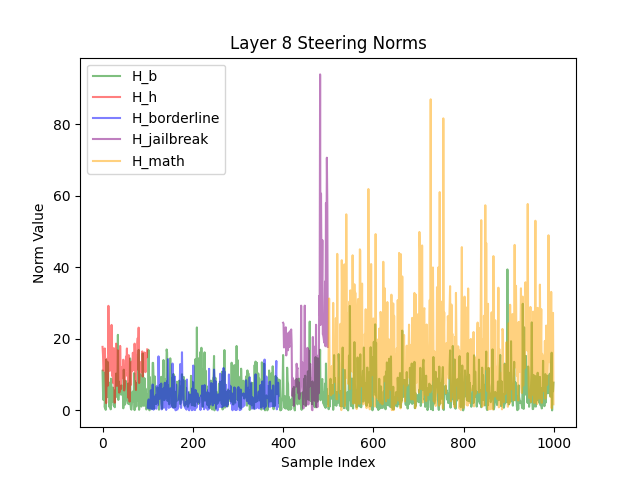 Layer 8 Steering Norms
H_b
H_h
H_borderline
H_jailbreak
H_math
Norm Value
80
60
40
20
0
0
200
400
600
800
1000
Sample Index